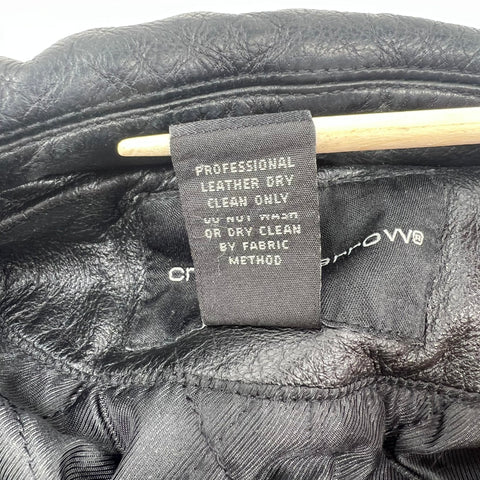 PROFESSIONAL
LEATHER DRY
CLEAN ONLY
DO NOT WASH
OR DRY CLEAN
BY FABRIC
METHOD